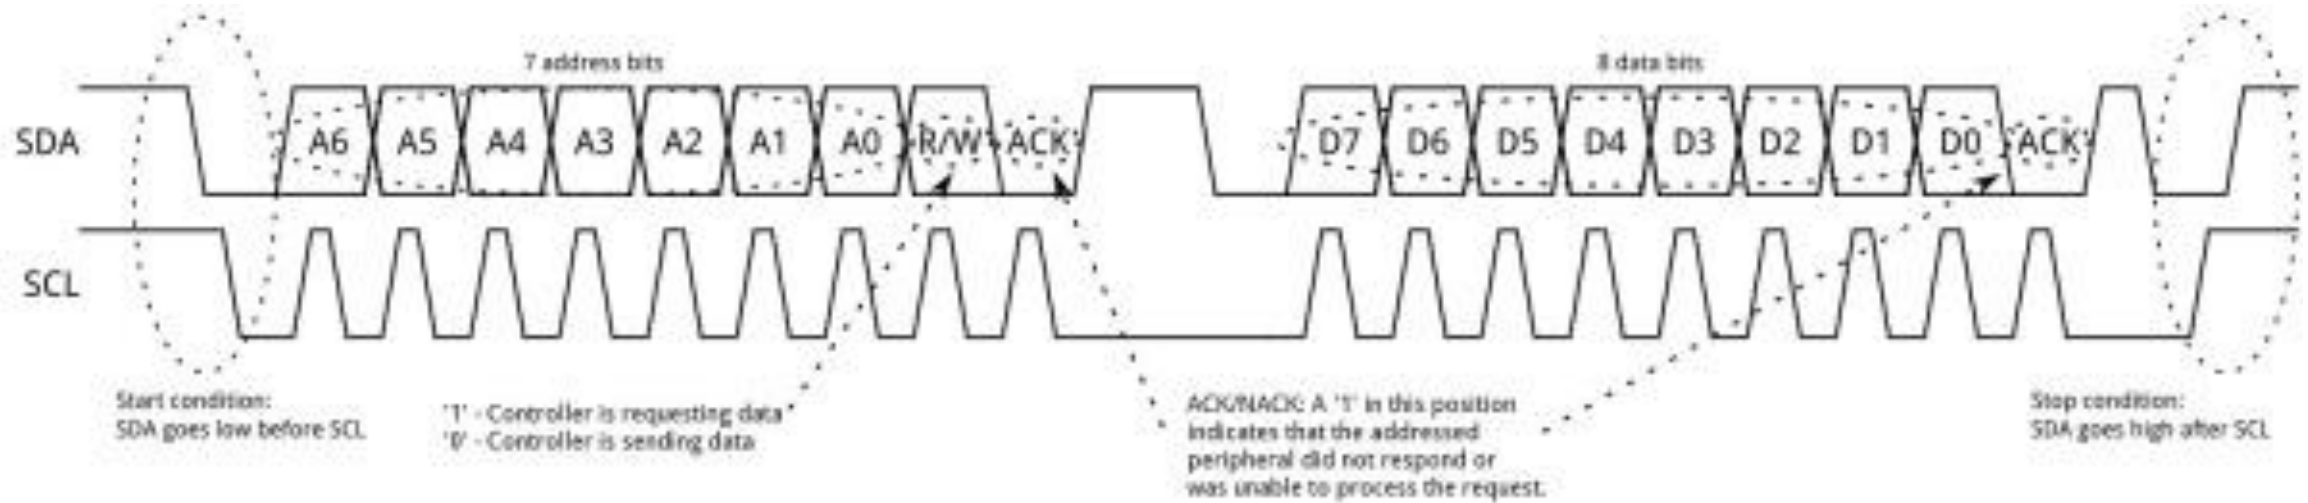 7 address bits
8 data bits
SDA A6 A5 A4 A3 A2 A1 A0 R/W ACK D7 D6 D5 D4 D3 D2 D1 D0 ACK
SCL
Start condition:
SDA goes low before SCL
'1' - Controller is requesting data
'0' - Controller is sending data
ACK/NACK: A '1' in this position
indicates that the addressed
peripheral did not respond or
was unable to process the request.
Stop condition:
SDA goes high after SCL